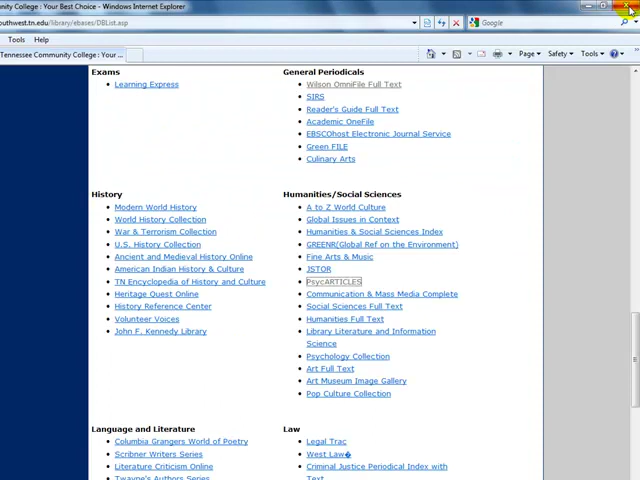 mmunity College : Your Best Choice - Windows Internet Explorer
outhwest.tn.edu/library/ebases/DBList.asp
Google
Tools Help
Tennessee Community College : Your ...
Page Safety Tools
Exams
Learning Express
General Periodicals
Wilson OmniFile Full Text
SIRS
Reader's Guide Full Text
Academic OneFile
EBSCOhost Electronic Journal Service
Green FILE
Culinary Arts
History
Modern World History
World History Collection
War & Terrorism Collection
U.S. History Collection
Ancient and Medieval History Online
American Indian History & Culture
TN Encyclopedia of History and Culture
Heritage Quest Online
History Reference Center
Volunteer Voices
John F. Kennedy Library
Humanities/Social Sciences
A to Z World Culture
Global Issues in Context
Humanities & Social Sciences Index
GREENR(Global Ref on the Environment)
Fine Arts & Music
JSTOR
PsycARTICLES
Communication & Mass Media Complete
Social Sciences Full Text
Humanities Full Text
Library Literature and Information
Science
Psychology Collection
Art Full Text
Art Museum Image Gallery
Pop Culture Collection
Language and Literature
Columbia Grangers World of Poetry
Scribner Writers Series
Literature Criticism Online
Twayne's Authors Series
Law
Legal Trac
West Law�
Criminal Justice Periodical Index with
Text